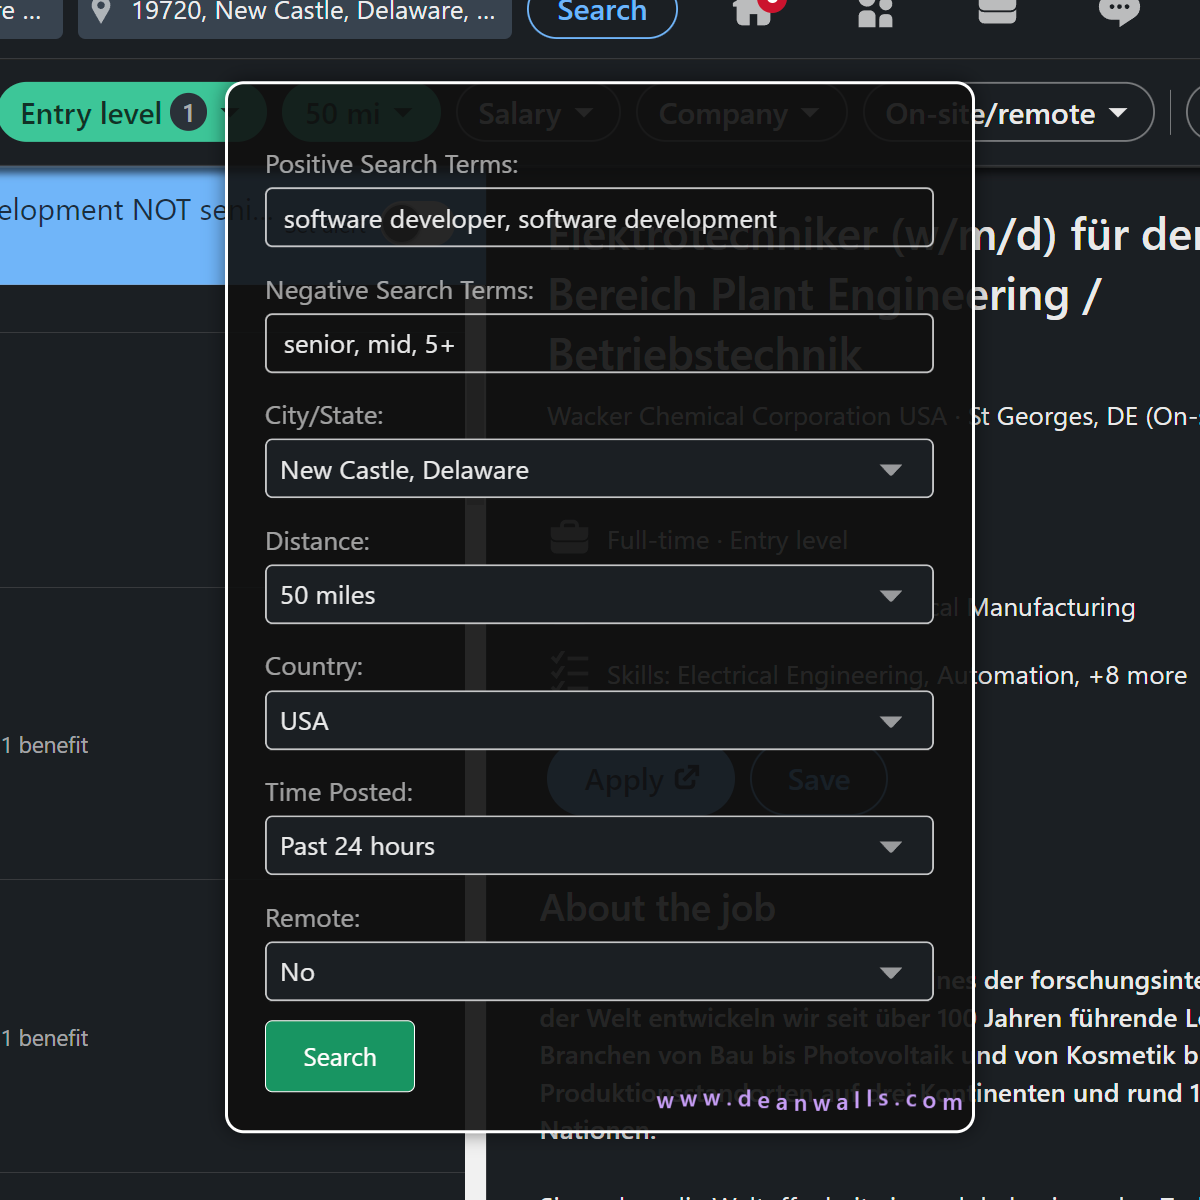 re ...
19720, New Castle, Delaware, ...
Search
Entry level 1
50 mi
Salary
Company
On-site/remote
elopment NOT seni...
Positive Search Terms:
software developer, software development
Negative Search Terms:
senior, mid, 5+
City/State:
New Castle, Delaware
Distance:
50 miles
Country:
USA
Time Posted:
Past 24 hours
Remote:
No
Search
www.deanwalls.com
Elektrotechniker (w/m/d) für der
Bereich Plant Engineering /
Betriebstechnik
Wacker Chemical Corporation USA · St Georges, DE (On-
Full-time · Entry level
cal Manufacturing
Skills: Electrical Engineering, Automation, +8 more
Apply
Save
About the job
nes der forschungsinte
der Welt entwickeln wir seit über 100 Jahren führende L
Branchen von Bau bis Photovoltaik und von Kosmetik b
Produktionsstandorten auf drei Kontinenten und rund 1
Nationen.
1 benefit
1 benefit